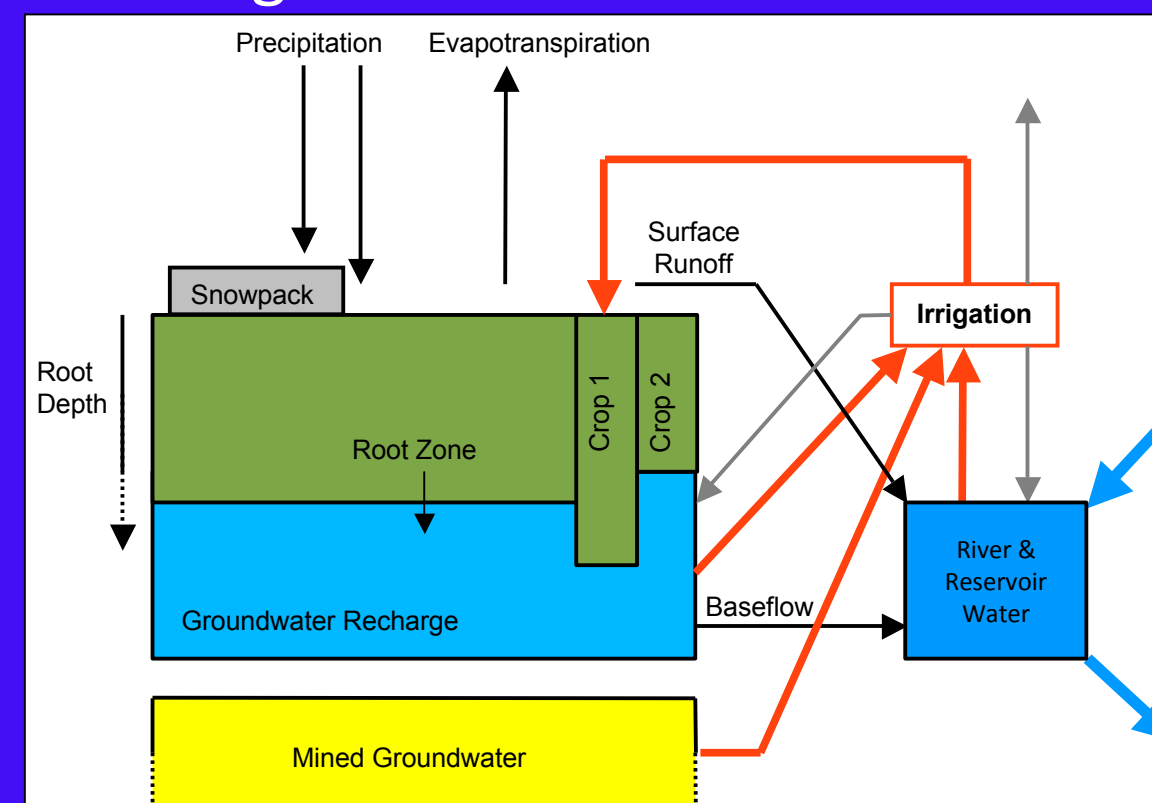 Precipitation
Evapotranspiration
Surface
Runoff
Snowpack
Irrigation
Root
Depth
Crop 1
Crop 2
Root Zone
River &
Reservoir
Water
Baseflow
Groundwater Recharge
Mined Groundwater